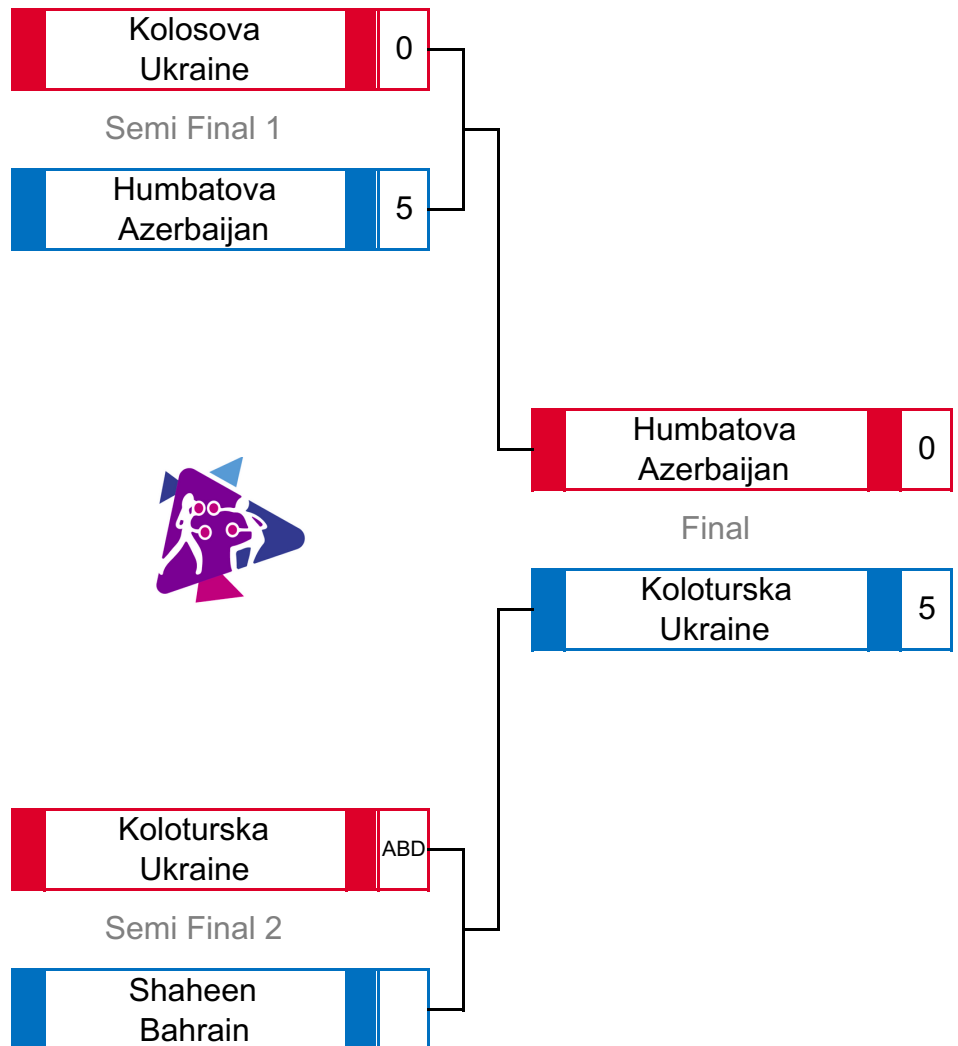 Kolosova
Ukraine
0
Semi Final 1
Humbatova
Azerbaijan
5
Humbatova
Azerbaijan
0
Final
Koloturska
Ukraine
5
Koloturska
Ukraine
ABD
Semi Final 2
Shaheen
Bahrain